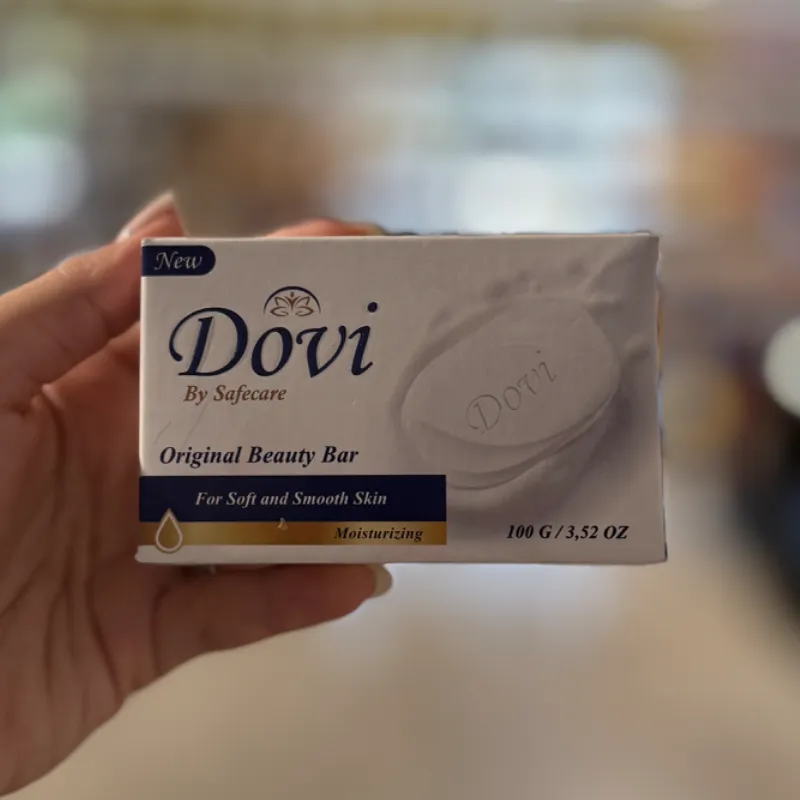 New
Dovi
By Safecare
Original Beauty Bar
For Soft and Smooth Skin
Moisturizing
100 G / 3,52 OZ
Dovi